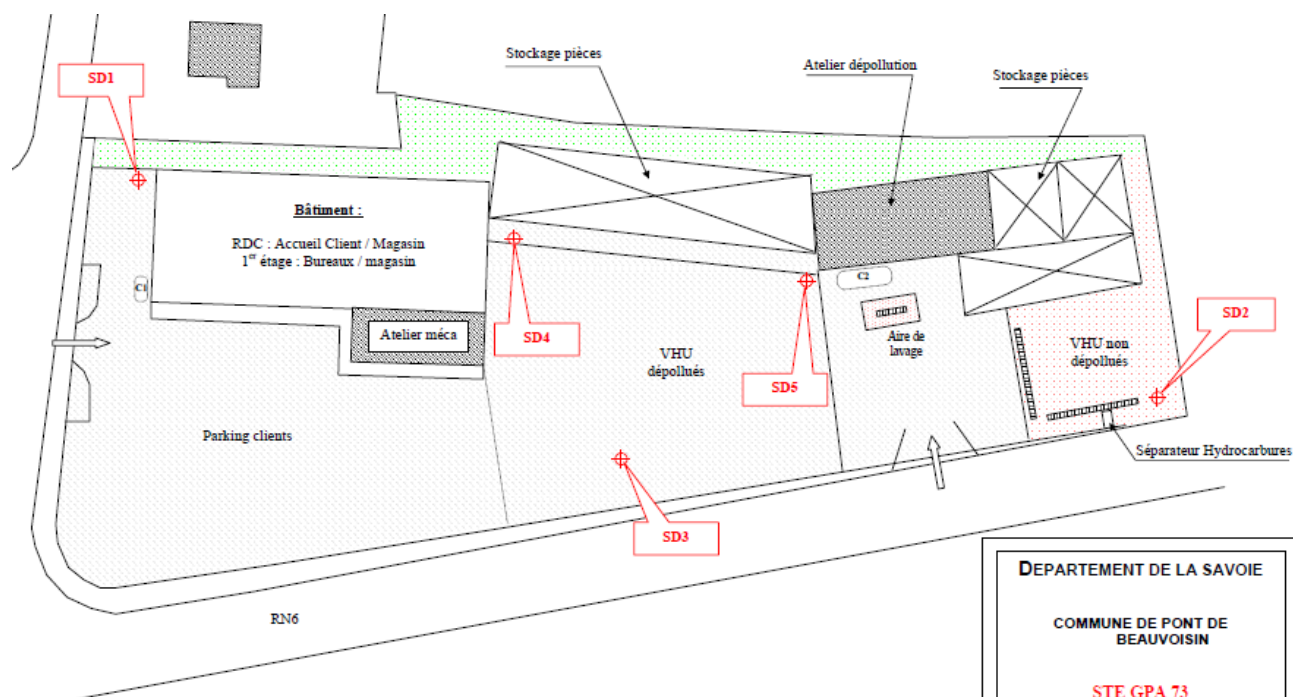 Stockage pièces
SD1
Atelier dépollution
Stockage pièces
Bâtiment :
RDC : Accueil Client / Magasin
1er étage : Bureaux / magasin
C1
C2
SD4
Atelier méca
VHU
dépollués
SD5
Aire de
lavage
VHU non
dépollués
SD2
Parking clients
Séparateur Hydrocarbures
SD3
RN6
DEPARTEMENT DE LA SAVOIE
COMMUNE DE PONT DE
BEAUVOISIN
STE GPA 73